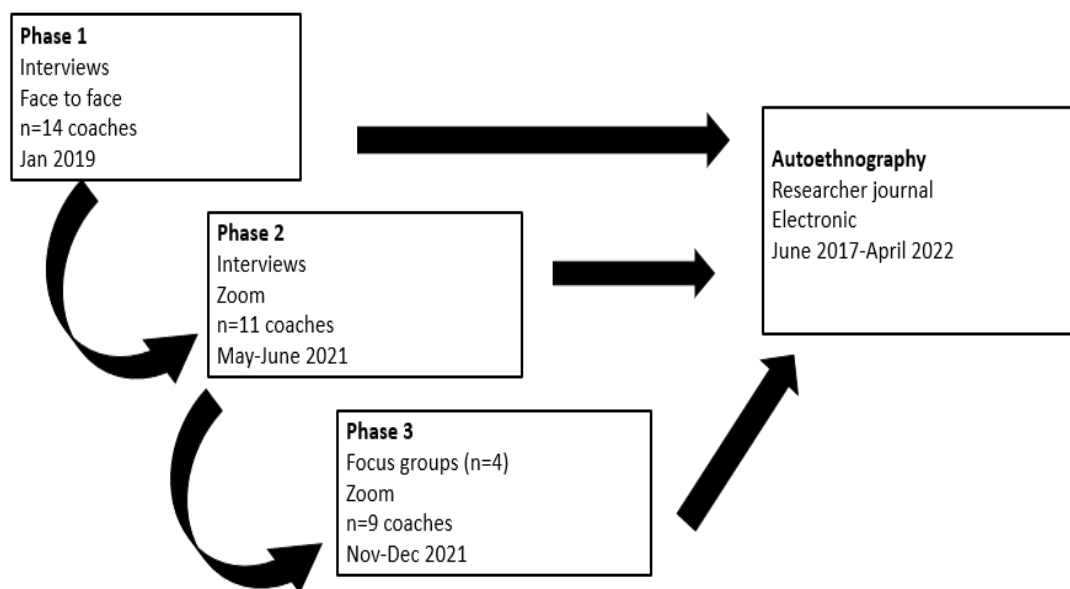 Phase 1
Interviews
Face to face
n=14 coaches
Jan 2019
Phase 2
Interviews
Zoom
n=11 coaches
May-June 2021
Phase 3
Focus groups (n=4)
Zoom
n=9 coaches
Nov-Dec 2021
Autoethnography
Researcher journal
Electronic
June 2017-April 2022